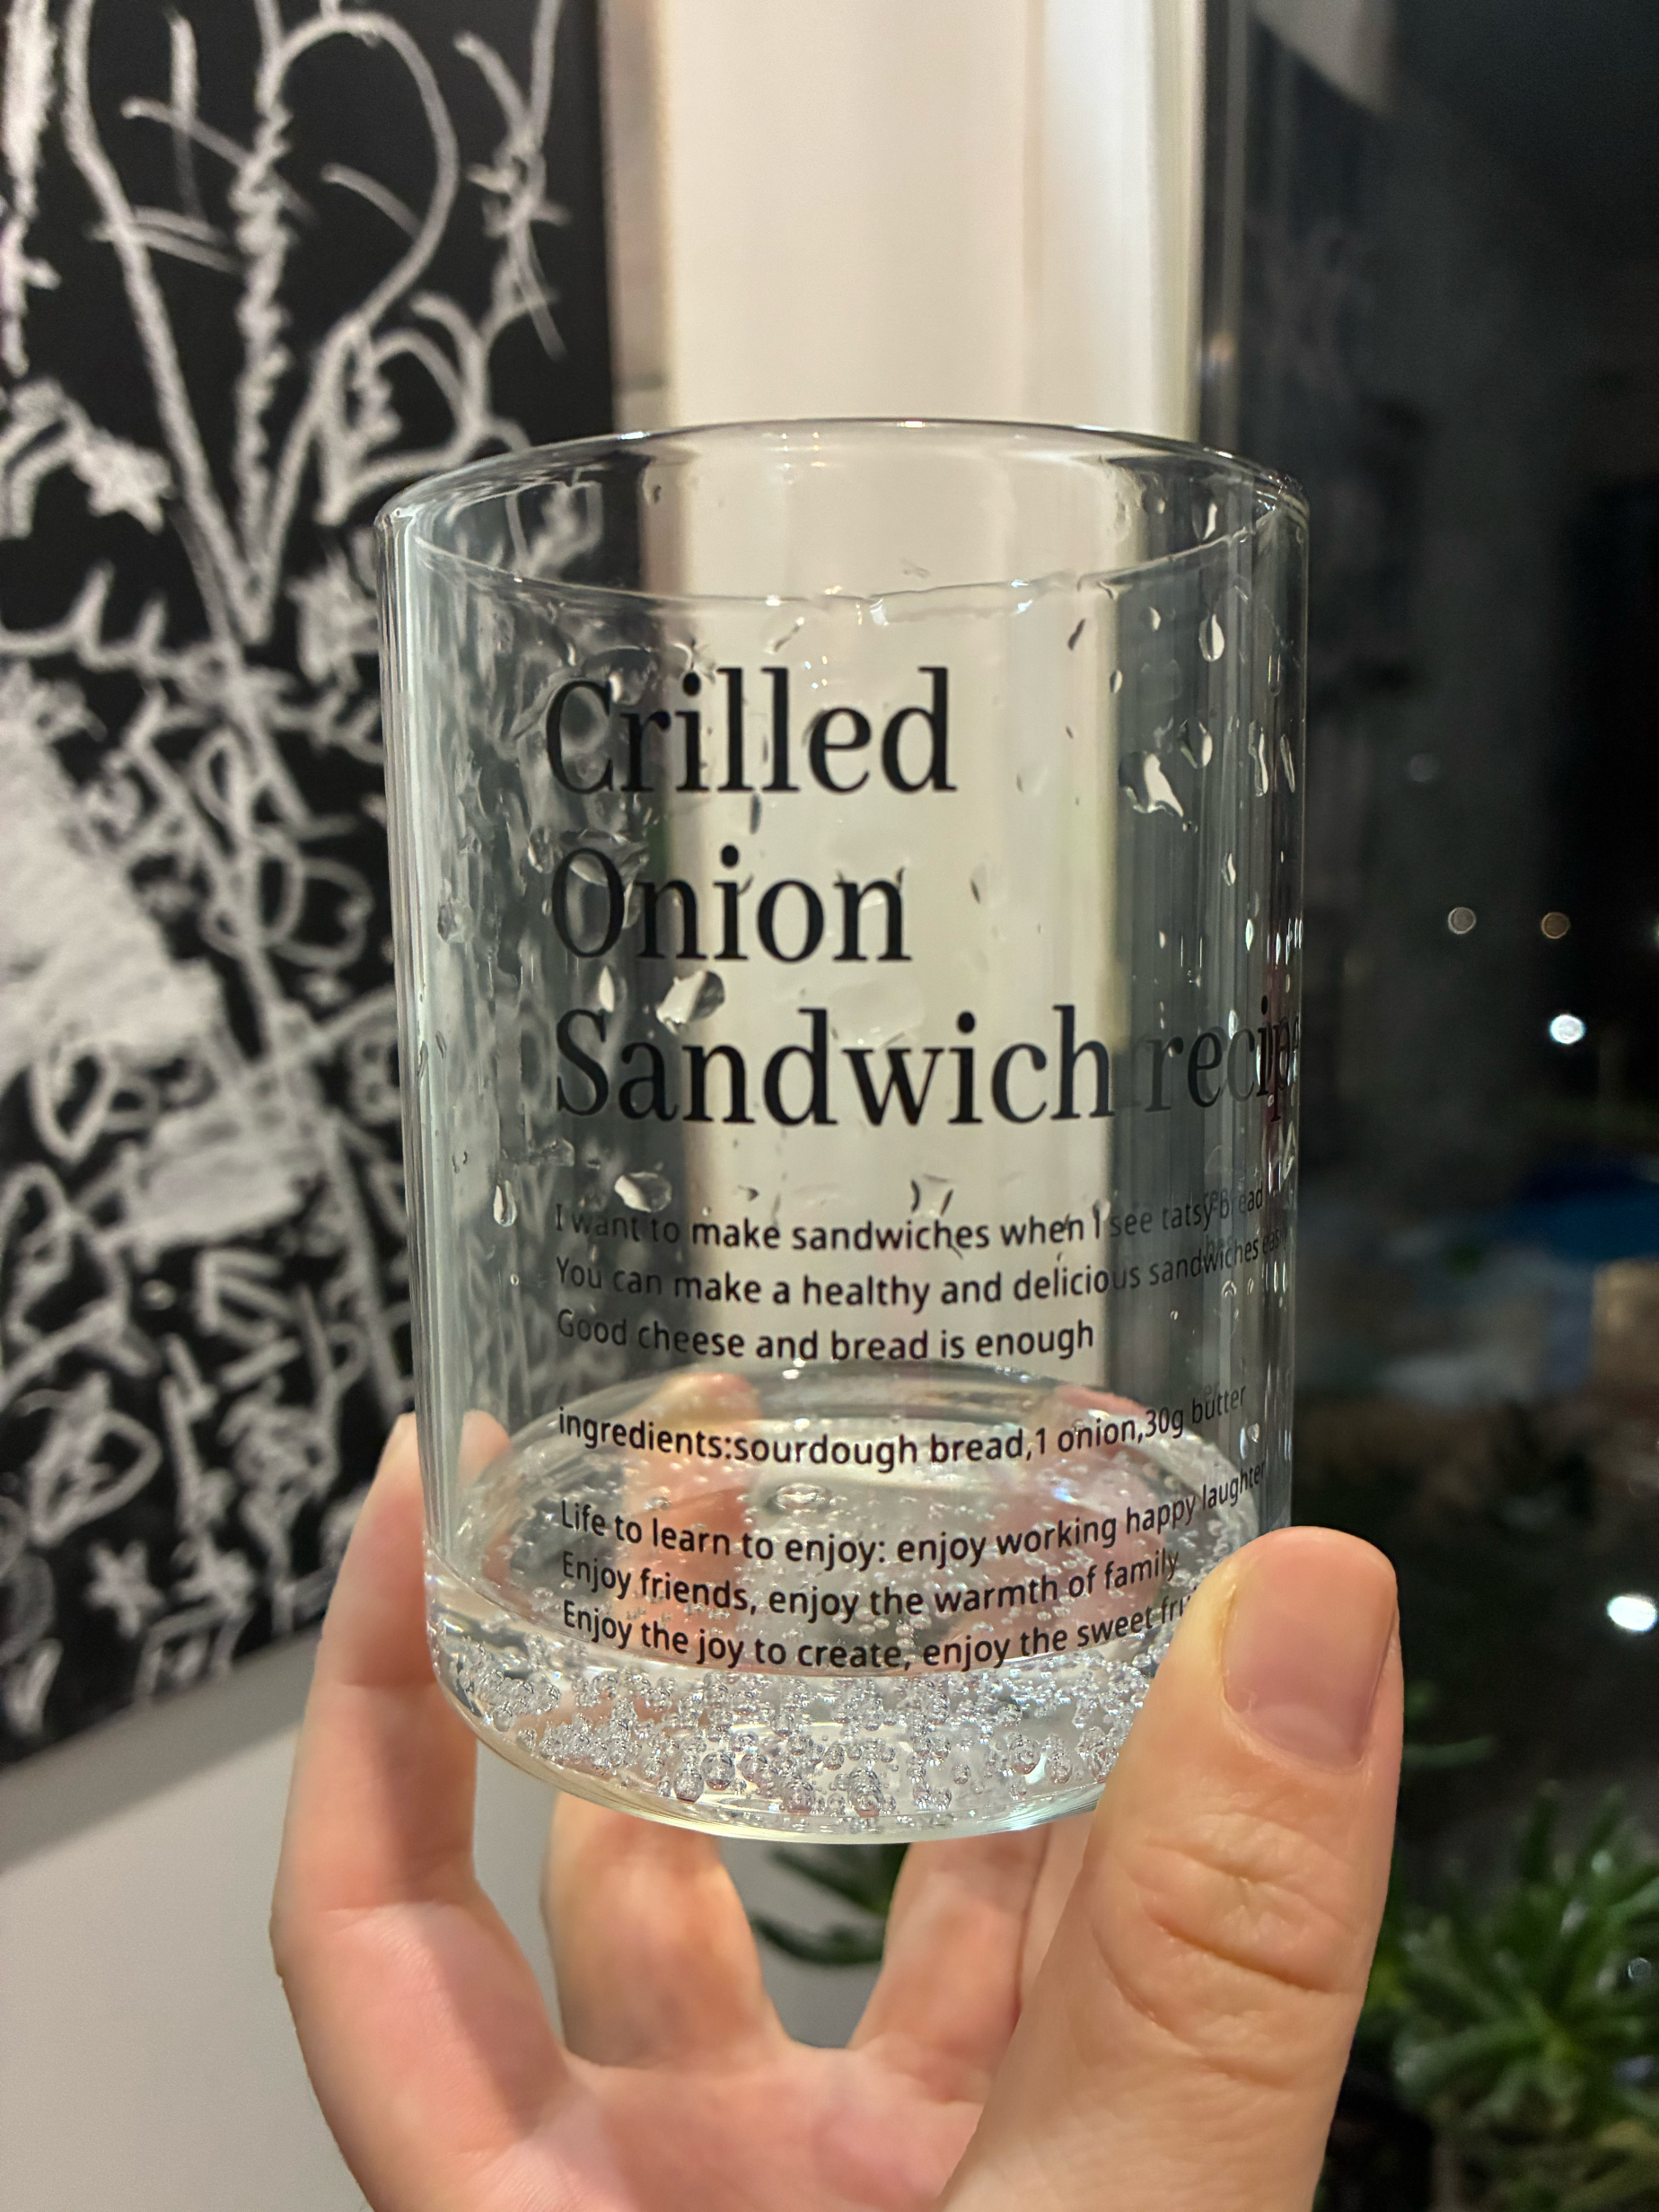 Crilled
Onion
Sandwich recipe
I want to make sandwiches when I see tatsy bread
You can make a healthy and delicious sandwiches
Good cheese and bread is enough
ingredients:sourdough bread,1 onion,30g butter
Life to learn to enjoy: enjoy working happy laughter
Enjoy friends, enjoy the warmth of family
Enjoy the joy to create, enjoy the sweet